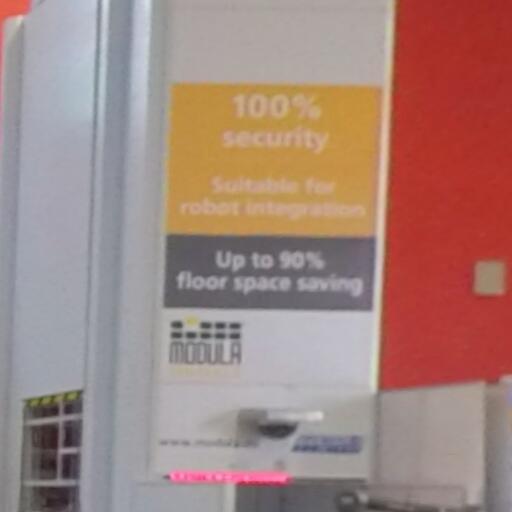 100%
security
Suitable for
robot integration
Up to 90%
floor space saving
MODULA